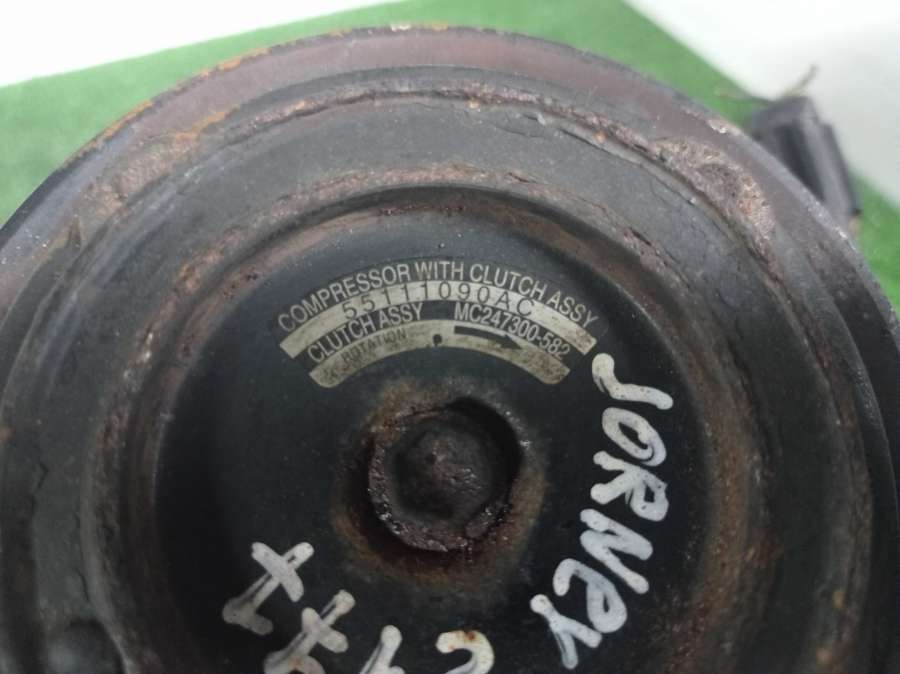 COMPRESSOR WITH CLUTCH ASSY
55111090AC
CLUTCH ASSY MC247300-582
ROTATION
JORNEY